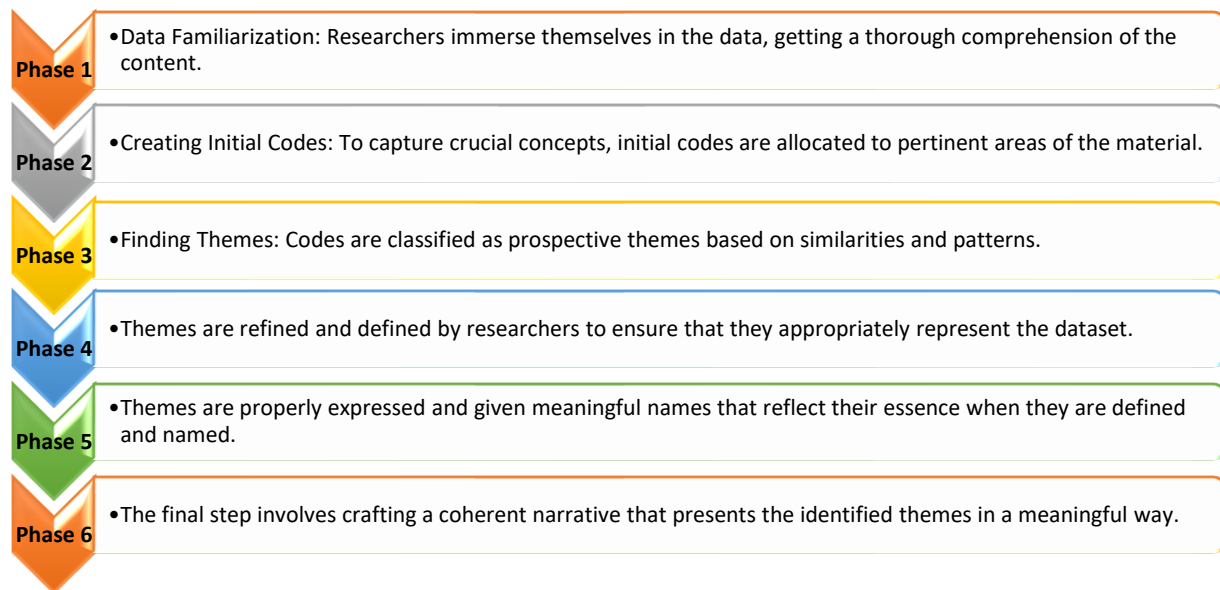 Phase 1
•Data Familiarization: Researchers immerse themselves in the data, getting a thorough comprehension of the
content.
Phase 2
•Creating Initial Codes: To capture crucial concepts, initial codes are allocated to pertinent areas of the material.
Phase 3
•Finding Themes: Codes are classified as prospective themes based on similarities and patterns.
Phase 4
•Themes are refined and defined by researchers to ensure that they appropriately represent the dataset.
Phase 5
•Themes are properly expressed and given meaningful names that reflect their essence when they are defined
and named.
Phase 6
•The final step involves crafting a coherent narrative that presents the identified themes in a meaningful way.